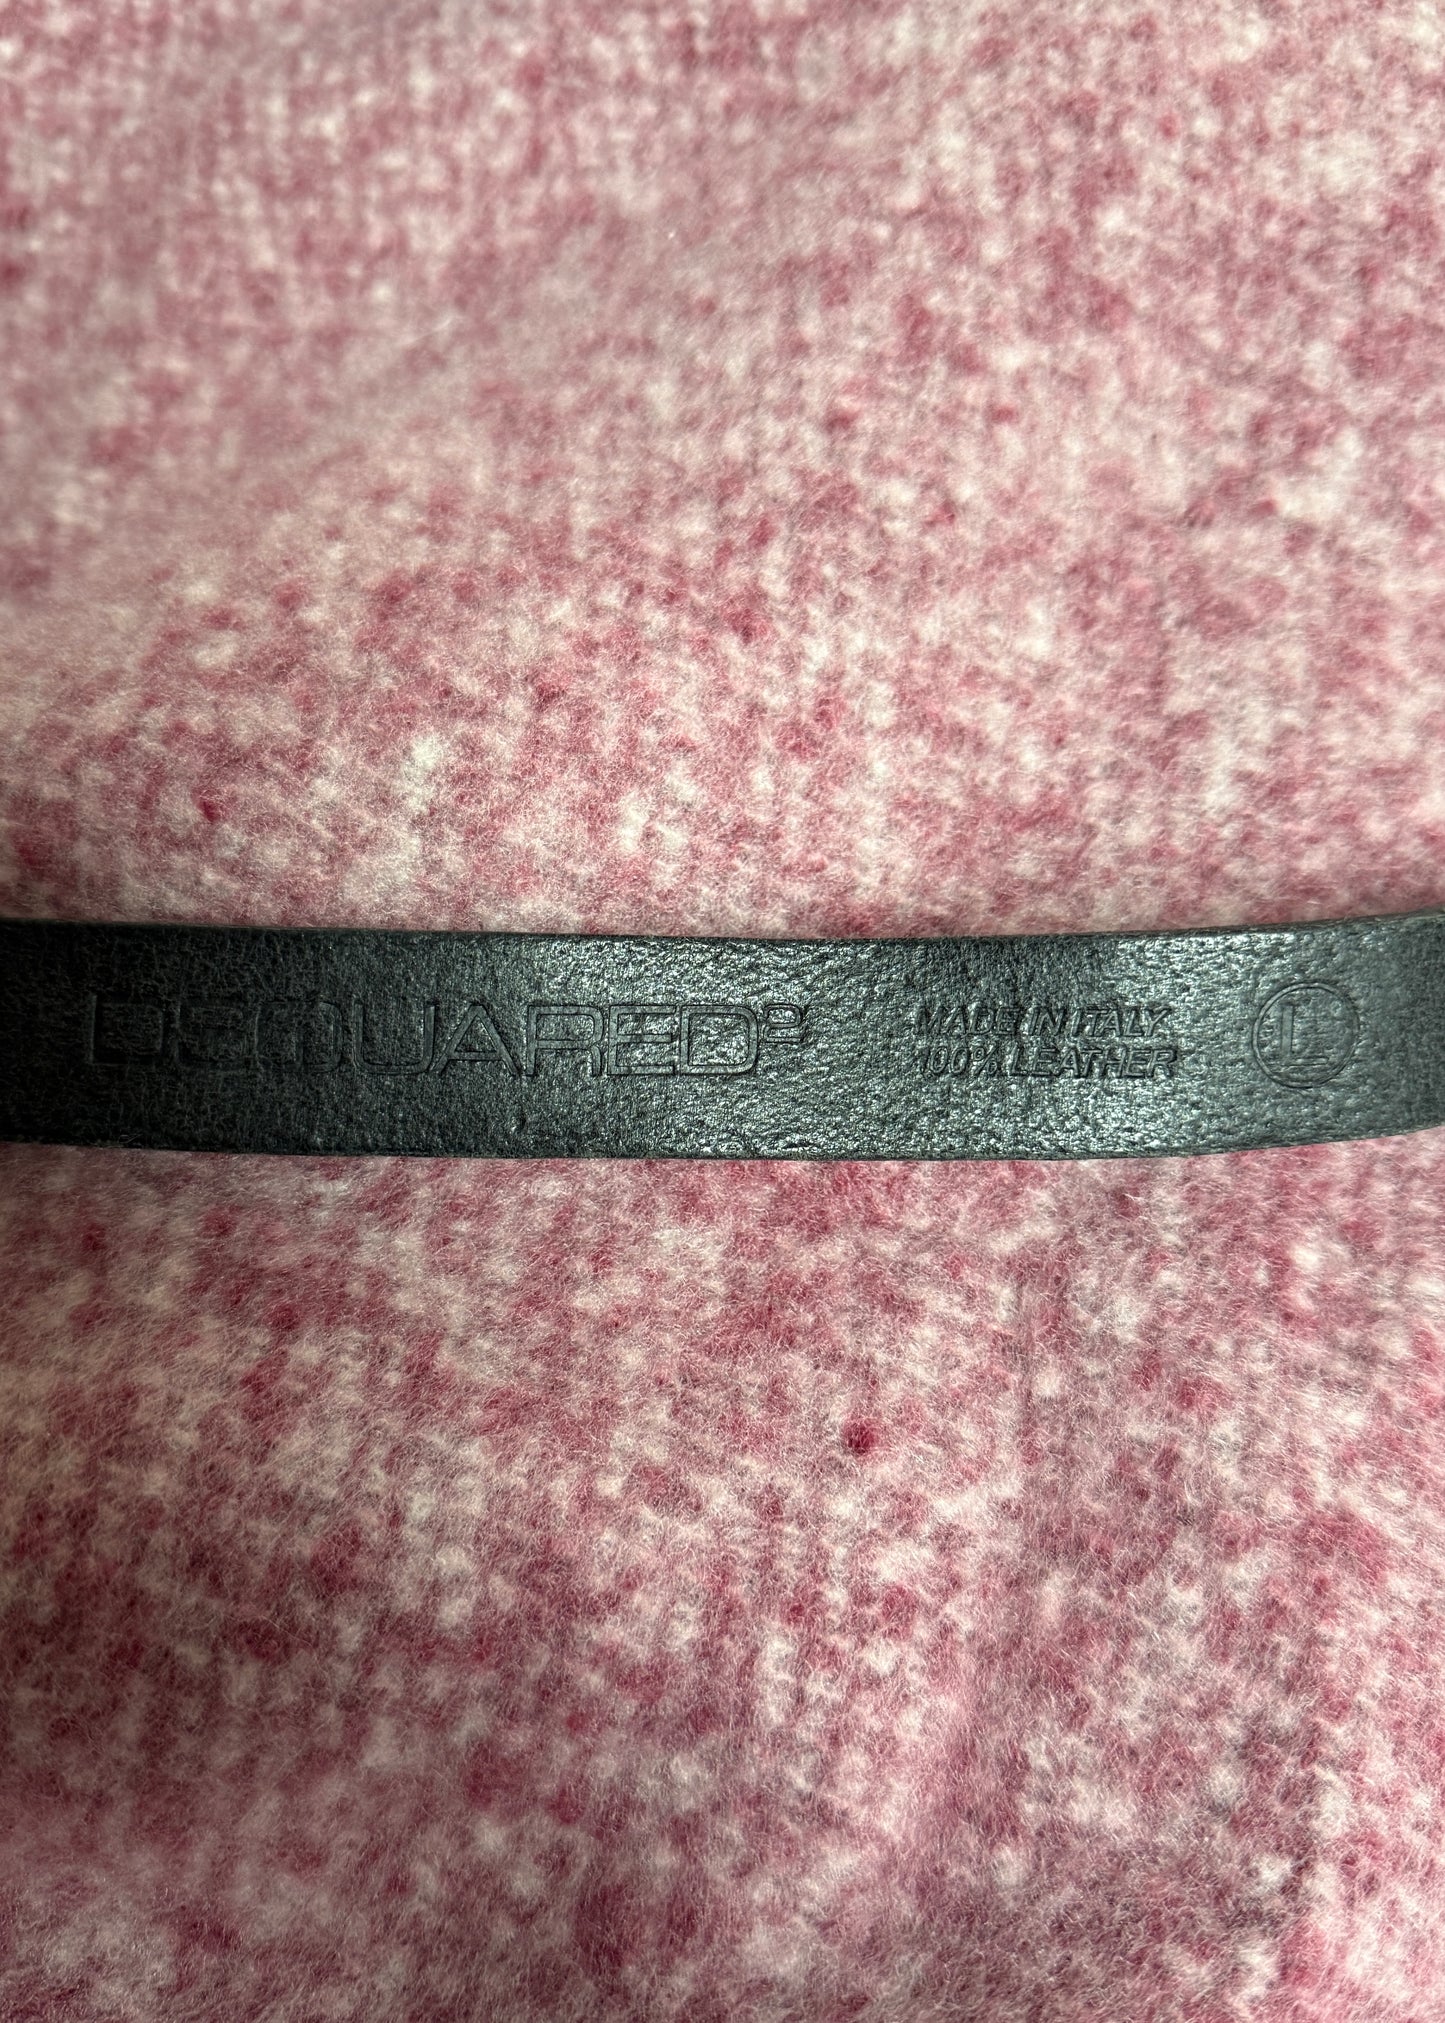 DSQUARED2
MADE IN ITALY
100% LEATHER
L